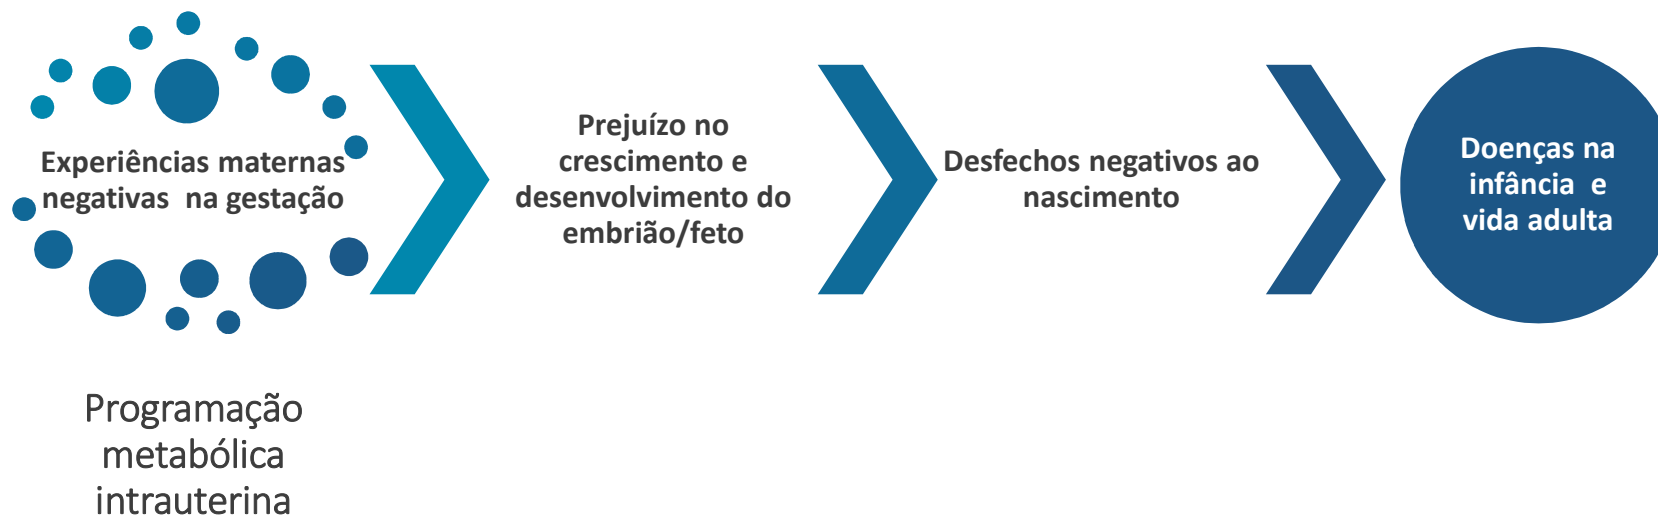 Experiências maternas
negativas na gestação
Prejuízo no
crescimento e
desenvolvimento do
embrião/feto
Desfechos negativos ao
nascimento
Doenças na
infância e
vida adulta
Programação
metabólica
intrauterina